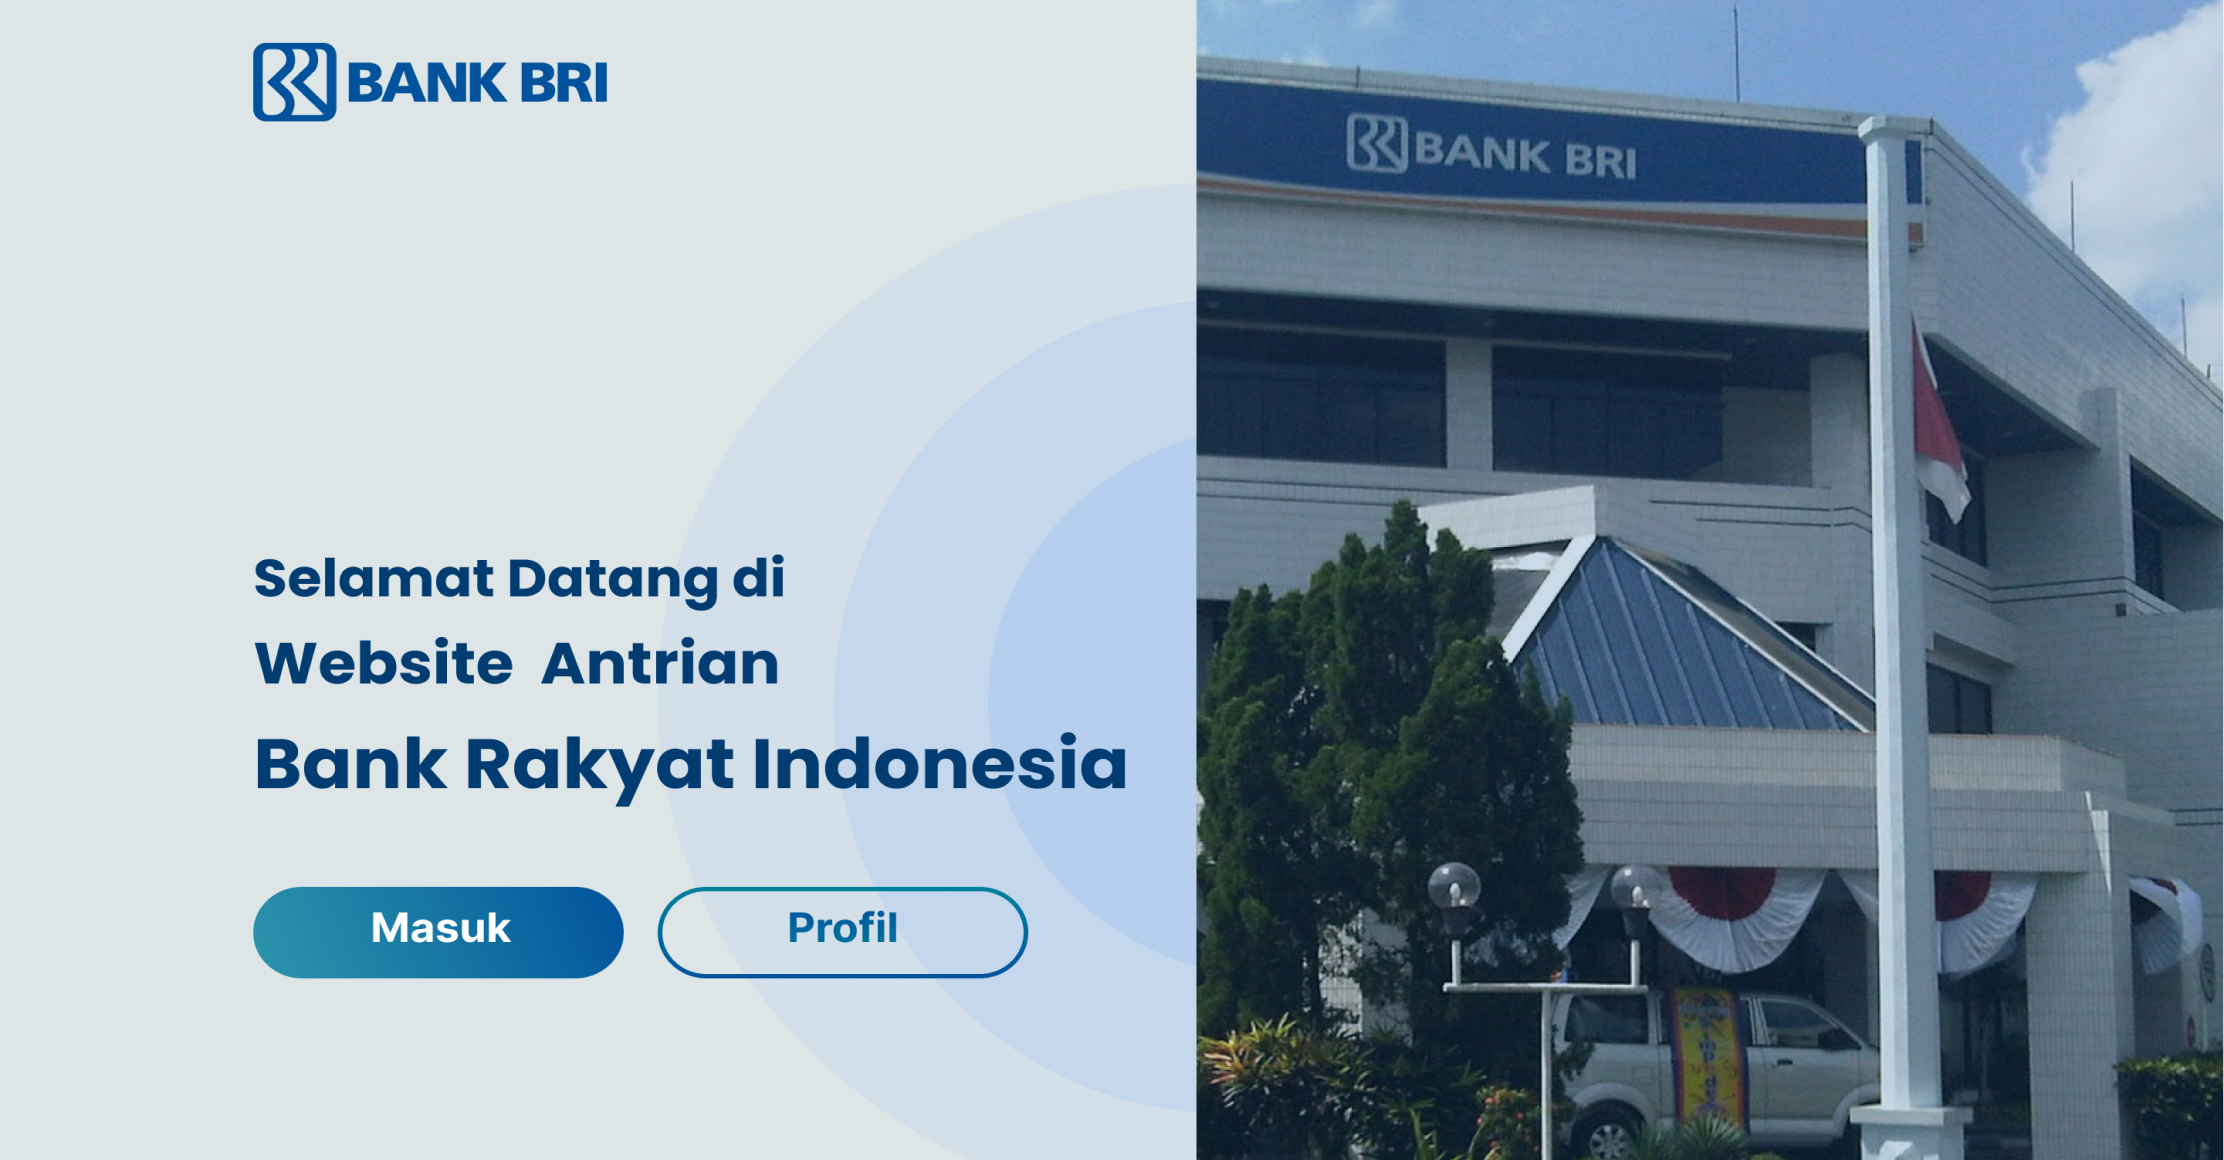 BANK BRI
BANK BRI
Selamat Datang di
Website  Antrian
Bank Rakyat Indonesia
Masuk
Profil